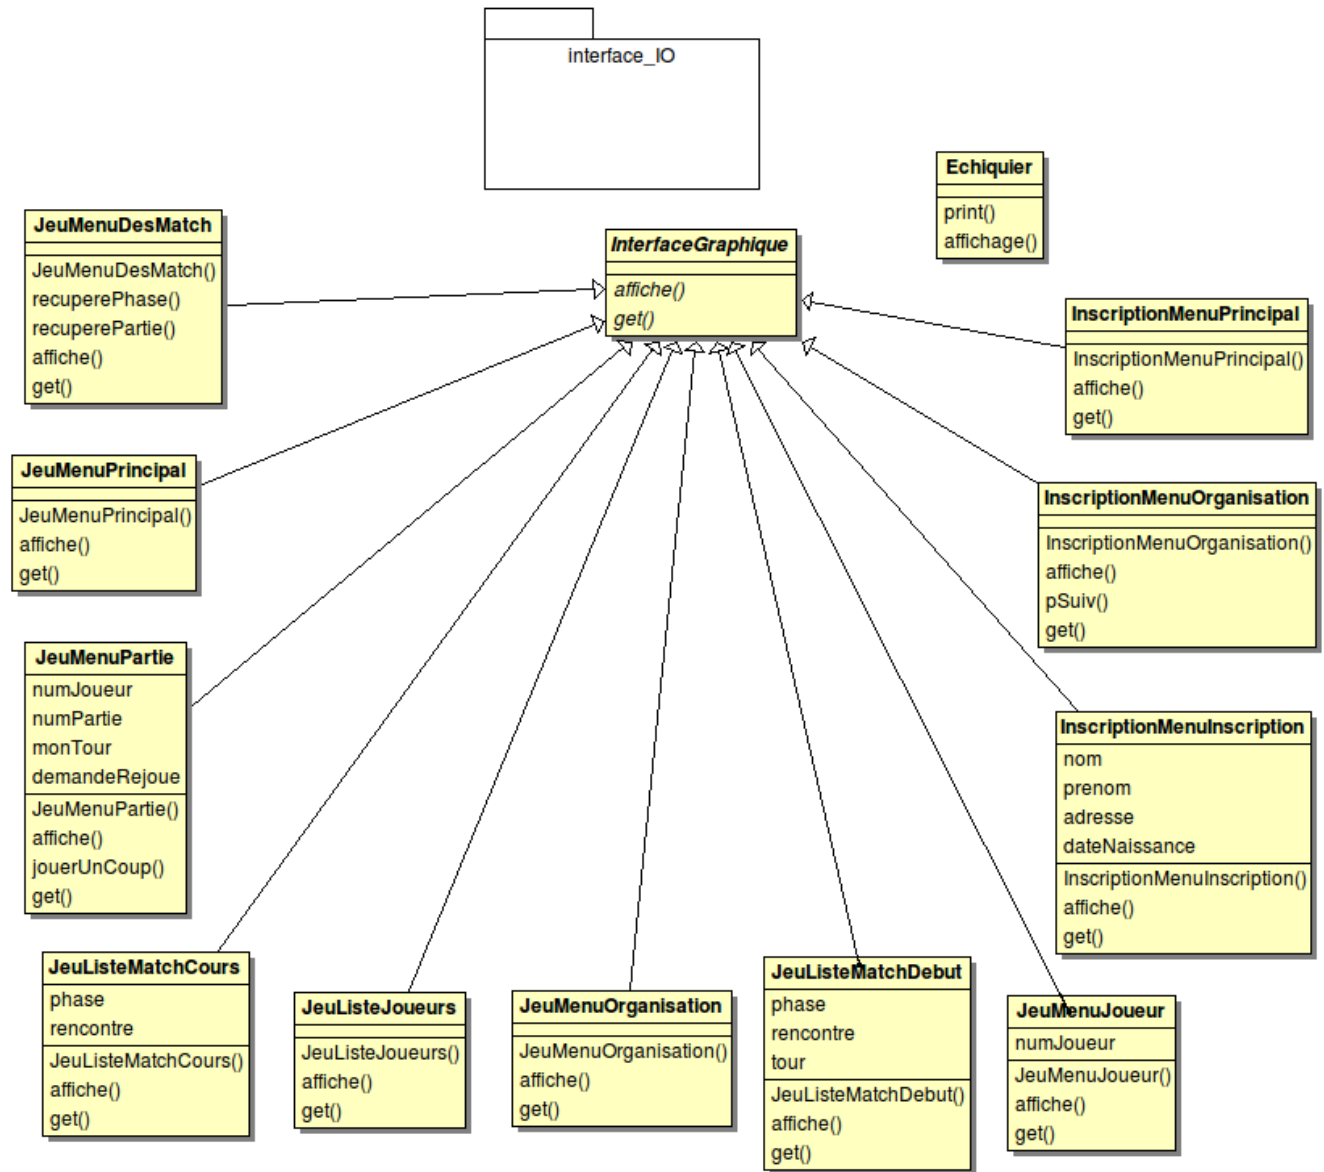 interface_IO
Echiquier
print()
affichage()
JeuMenuDesMatch
JeuMenuDesMatch()
recuperePhase()
recuperePartie()
affiche()
get()
InterfaceGraphique
affiche()
get()
InscriptionMenuPrincipal
InscriptionMenuPrincipal()
affiche()
get()
JeuMenuPrincipal
JeuMenuPrincipal()
affiche()
get()
InscriptionMenuOrganisation
InscriptionMenuOrganisation()
affiche()
pSuiv()
get()
JeuMenuPartie
numJoueur
numPartie
monTour
demandeRejoue
JeuMenuPartie()
affiche()
jouerUnCoup()
get()
InscriptionMenuInscription
nom
prenom
adresse
dateNaissance
InscriptionMenuInscription()
affiche()
get()
JeuListeMatchCours
phase
rencontre
JeuListeMatchCours()
affiche()
get()
JeuListeJoueurs
JeuListeJoueurs()
affiche()
get()
JeuMenuOrganisation
JeuMenuOrganisation()
affiche()
get()
JeuListeMatchDebut
phase
rencontre
tour
JeuListeMatchDebut()
affiche()
get()
JeuMenuJoueur
numJoueur
JeuMenuJoueur()
affiche()
get()